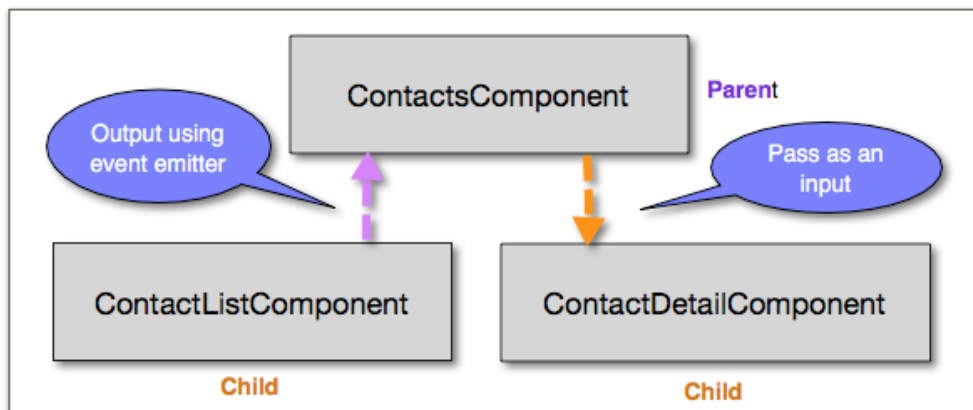 ContactsComponent
Parent
Output using
event emitter
Pass as an
input
ContactListComponent
ContactDetailComponent
Child
Child